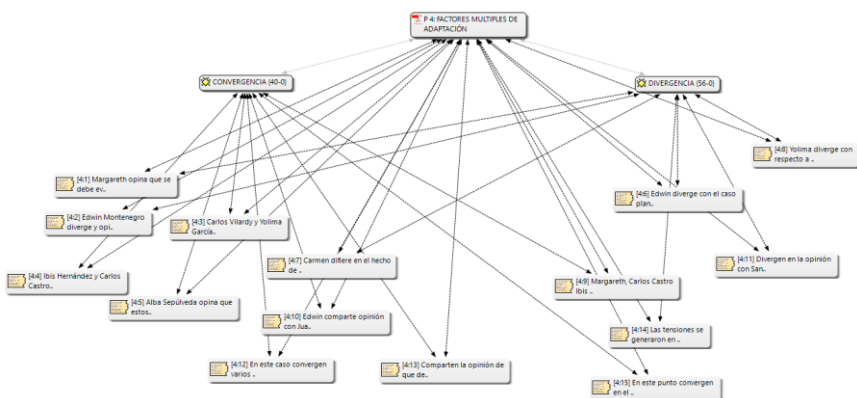 P 4: FACTORES MULTIPLES DE
ADAPTACIÓN
CONVERGENCIA {40-0}
DIVERGENCIA {56-0}
[4:8] Yolima diverge con
respecto a ..
[4:1] Margareth opina que se
debe ev..
[4:6] Edwin diverge con el caso
plan..
[4:2] Edwin Montenegro
diverge y opi..
[4:3] Carlos Vilardy y Yolima
García..
[4:7] Carmen difiere en el hecho
de ..
[4:11] Divergen en la opinión
con San..
[4:4] Ibis Hernández y Carlos
Castro..
[4:9] Margareth, Carlos Castro
Ibis ..
[4:5] Alba Sepúlveda opina que
estos..
[4:10] Edwin comparte opinión
con Jua..
[4:14] Las tensiones se
generaron en ..
[4:12] En este caso convergen
varios ..
[4:13] Comparten la opinión de
que de..
[4:15] En este punto convergen
en el ..